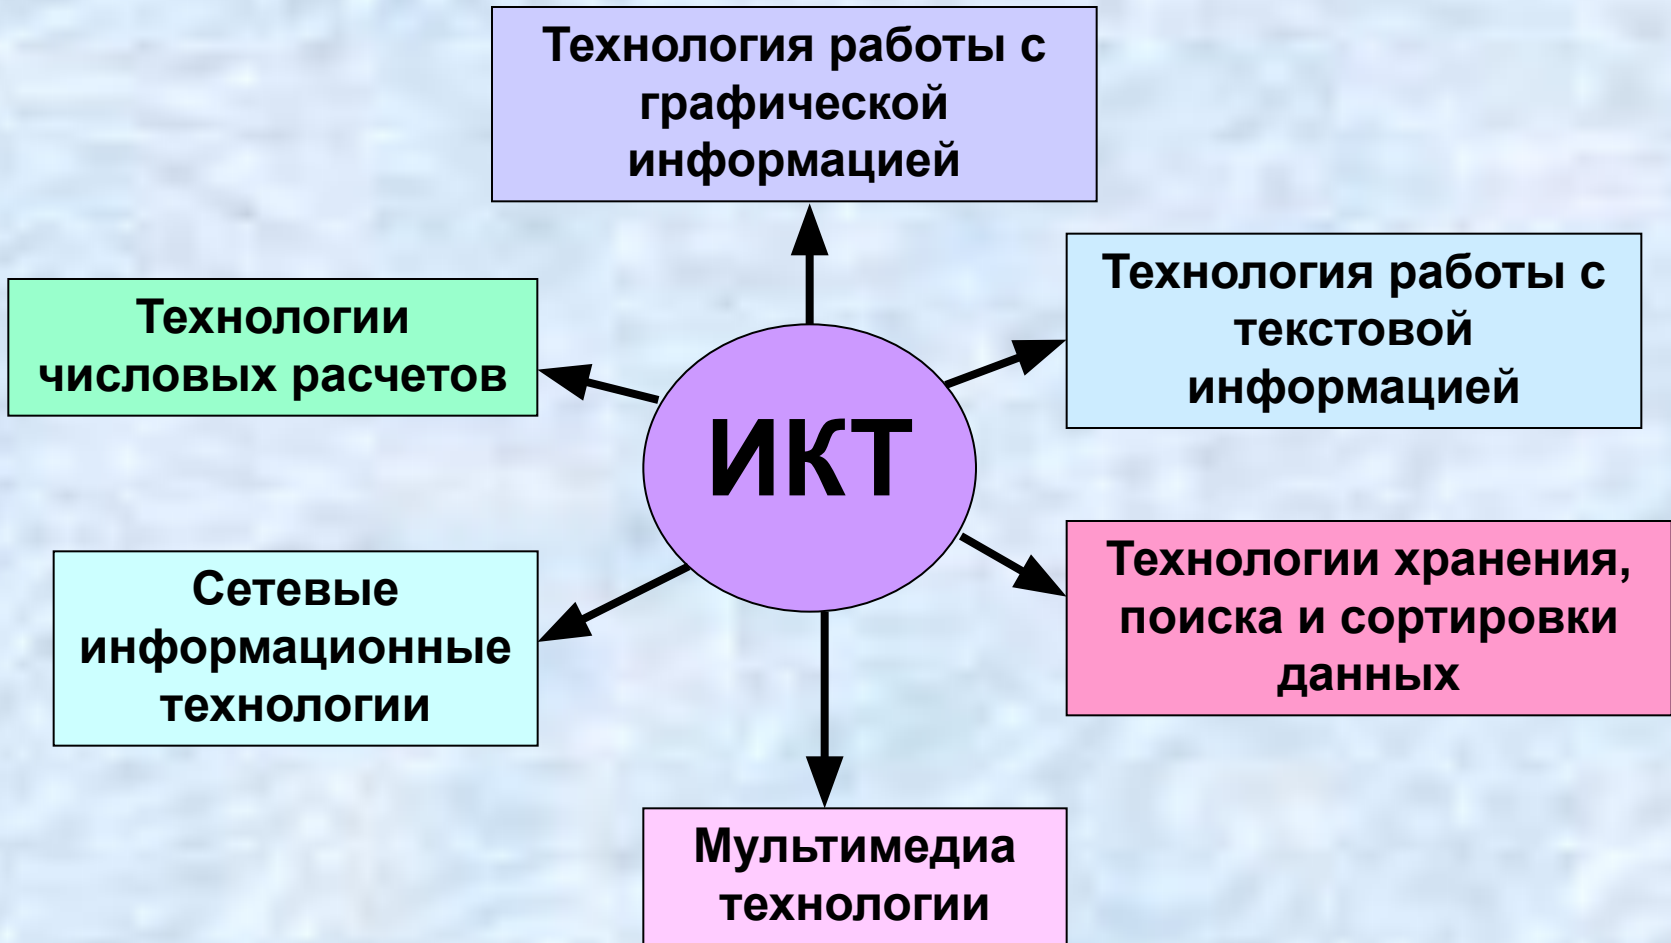 Технология работы с
графической
информацией
Технология работы с
текстовой
информацией
Технологии
числовых расчетов
ИКТ
Технологии хранения,
поиска и сортировки
данных
Сетевые
информационные
технологии
Мультимедиа
технологии